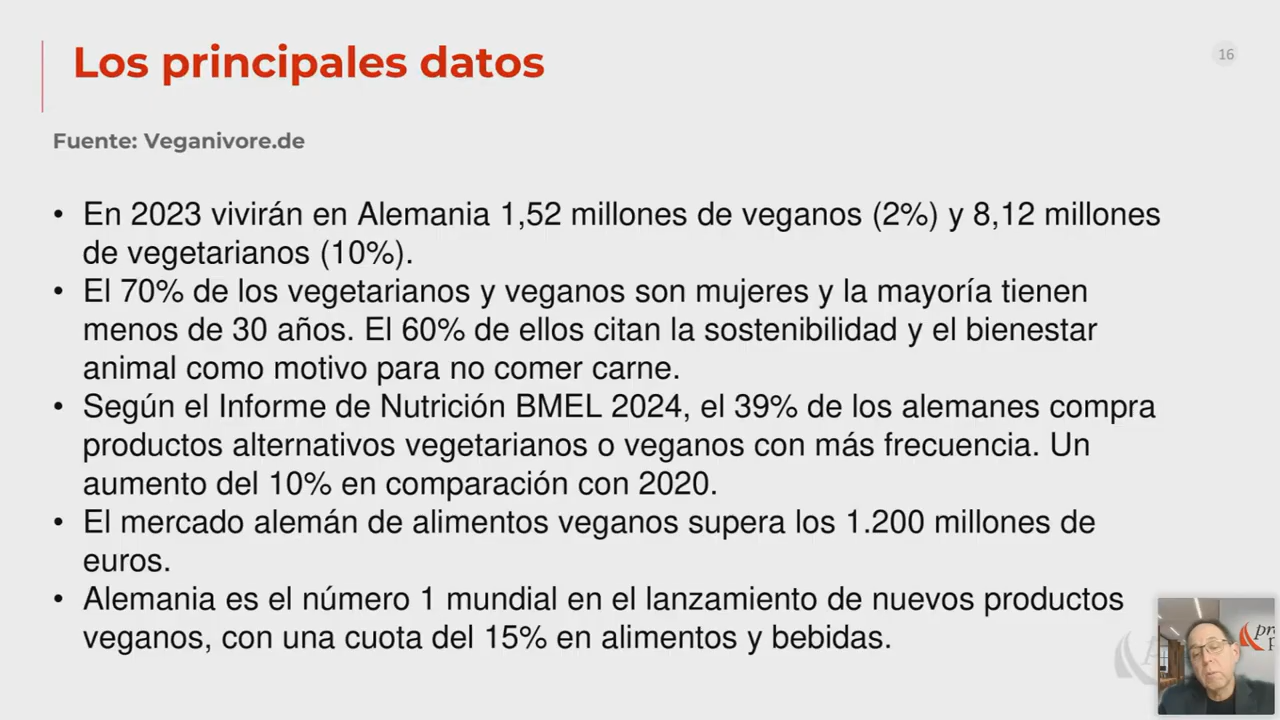 Los principales datos
16
Fuente: Veganivore.de
• En 2023 vivirán en Alemania 1,52 millones de veganos (2%) y 8,12 millones
de vegetarianos (10%).
• El 70% de los vegetarianos y veganos son mujeres y la mayoría tienen
menos de 30 años. El 60% de ellos citan la sostenibilidad y el bienestar
animal como motivo para no comer carne.
• Según el Informe de Nutrición BMEL 2024, el 39% de los alemanes compra
productos alternativos vegetarianos o veganos con más frecuencia. Un
aumento del 10% en comparación con 2020.
• El mercado alemán de alimentos veganos supera los 1.200 millones de
euros.
• Alemania es el número 1 mundial en el lanzamiento de nuevos productos
veganos, con una cuota del 15% en alimentos y bebidas.